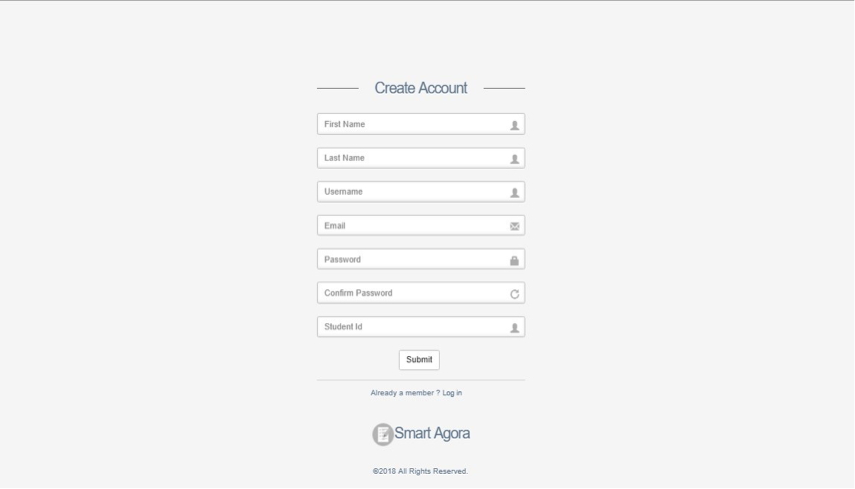 Create Account
First Name
Last Name
Username
Email
Password
Confirm Password
Student Id
Submit
Already a member ? Log in
Smart Agora
©2018 All Rights Reserved.